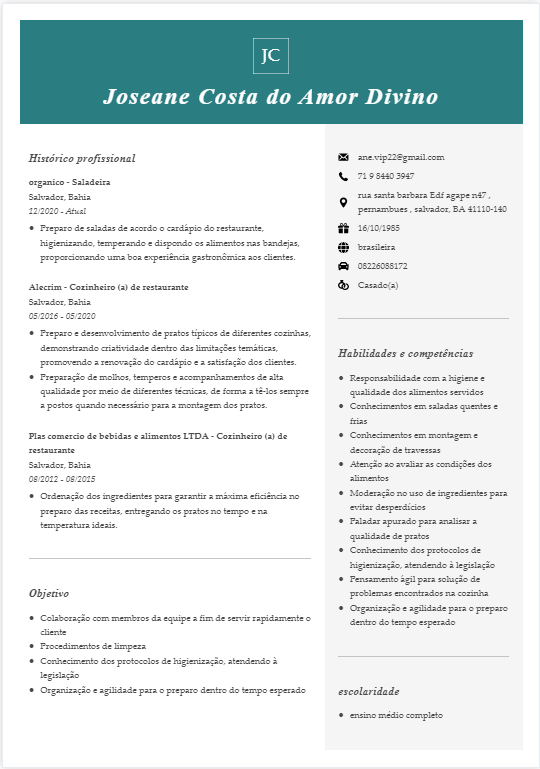 JC
Joseane Costa do Amor Divino
Histórico profissional
organico - Saladeira
Salvador, Bahia
12/2020 - Atual
• Preparo de saladas de acordo o cardápio do restaurante,
higienizando, temperando e dispondo os alimentos nas bandejas,
proporcionando uma boa experiência gastronômica aos clientes.
Alecrim - Cozinheiro (a) de restaurante
Salvador, Bahia
05/2016 - 05/2020
• Preparo e desenvolvimento de pratos típicos de diferentes cozinhas,
demonstrando criatividade dentro das limitações temáticas,
promovendo a renovação do cardápio e a satisfação dos clientes.
• Preparação de molhos, temperos e acompanhamentos de alta
qualidade por meio de diferentes técnicas, de forma a tê-los sempre
a postos quando necessário para a montagem dos pratos.
Plas comercio de bebidas e alimentos LTDA - Cozinheiro (a) de
restaurante
Salvador, Bahia
08/2012 - 08/2015
• Ordenação dos ingredientes para garantir a máxima eficiência no
preparo das receitas, entregando os pratos no tempo e na
temperatura ideais.
Objetivo
• Colaboração com membros da equipe a fim de servir rapidamente o
cliente
• Procedimentos de limpeza
• Conhecimento dos protocolos de higienização, atendendo à
legislação
• Organização e agilidade para o preparo dentro do tempo esperado
ane.vip22@gmail.com
71 9 8440 3947
rua santa barbara Edf agape n47 ,
pernambues , salvador, BA 41110-140
16/10/1985
brasileira
08226088172
Casado(a)
Habilidades e competências
• Responsabilidade com a higiene e
qualidade dos alimentos servidos
• Conhecimentos em saladas quentes e
frias
• Conhecimentos em montagem e
decoração de travessas
• Atenção ao avaliar as condições dos
alimentos
• Moderação no uso de ingredientes para
evitar desperdícios
• Paladar apurado para analisar a
qualidade de pratos
• Conhecimento dos protocolos de
higienização, atendendo à legislação
• Pensamento ágil para solução de
problemas encontrados na cozinha
• Organização e agilidade para o preparo
dentro do tempo esperado
escolaridade
• ensino médio completo